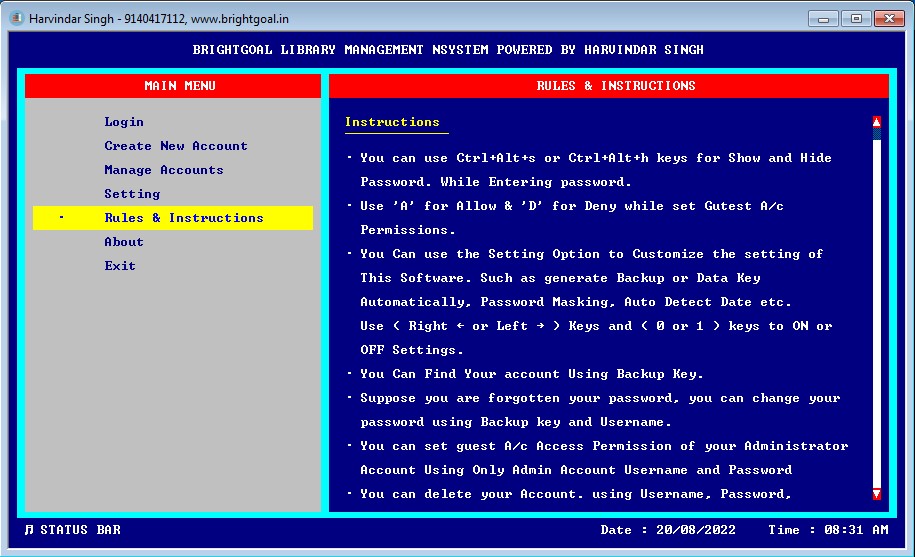 Harvindar Singh - 9140417112, www.brightgoal.in
BRIGHTGOAL LIBRARY MANAGEMENT NSYSTEM POWERED BY HARVINDAR SINGH
MAIN MENU
Login
Create New Account
Manage Accounts
Setting
· Rules & Instructions
About
Exit
RULES & INSTRUCTIONS
Instructions
· You can use Ctrl+Alt+s or Ctrl+Alt+h keys for Show and Hide
Password. While Entering password.
· Use 'A' for Allow & 'D' for Deny while set Gutest A/c
Permissions.
· You Can use the Setting Option to Customize the setting of
This Software. Such as generate Backup or Data Key
Automatically, Password Masking, Auto Detect Date etc.
Use ( Right ← or Left → ) Keys and ( 0 or 1 ) keys to ON or
OFF Settings.
· You Can Find Your account Using Backup Key.
· Suppose you are forgotten your password, you can change your
password using Backup key and Username.
· You can set guest A/c Access Permission of your Administrator
Account Using Only Admin Account Username and Password
· You can delete your Account. using Username, Password,
♬ STATUS BAR
Date : 20/08/2022 Time : 08:31 AM